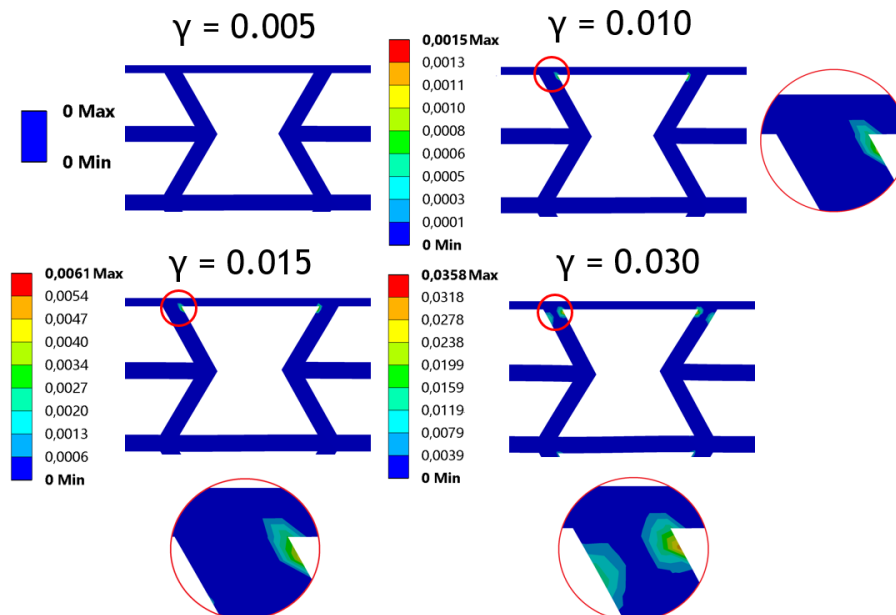 γ = 0.005
0 Max
0 Min
γ = 0.010
0,0015 Max
0,0013
0,0011
0,0010
0,0008
0,0006
0,0005
0,0003
0,0001
0 Min
γ = 0.015
0,0061 Max
0,0054
0,0047
0,0040
0,0034
0,0027
0,0020
0,0013
0,0006
0 Min
γ = 0.030
0,0358 Max
0,0318
0,0278
0,0238
0,0199
0,0159
0,0119
0,0079
0,0039
0 Min